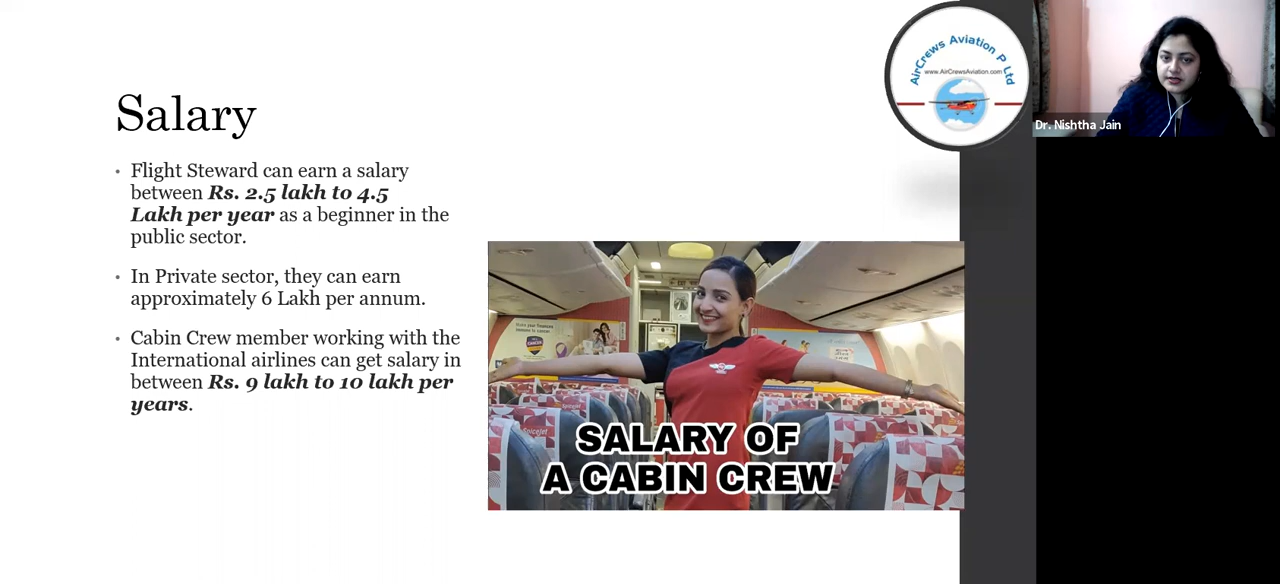 Salary
• Flight Steward can earn a salary
between Rs. 2.5 lakh to 4.5
Lakh per year as a beginner in the
public sector.
• In Private sector, they can earn
approximately 6 Lakh per annum.
• Cabin Crew member working with the
International airlines can get salary in
between Rs. 9 lakh to 10 lakh per
years.
AirCrews Aviation P Ltd
www.AirCrewsAviation.com
Dr. Nishtha Jain
SpiceJet
SALARY OF
A CABIN CREW